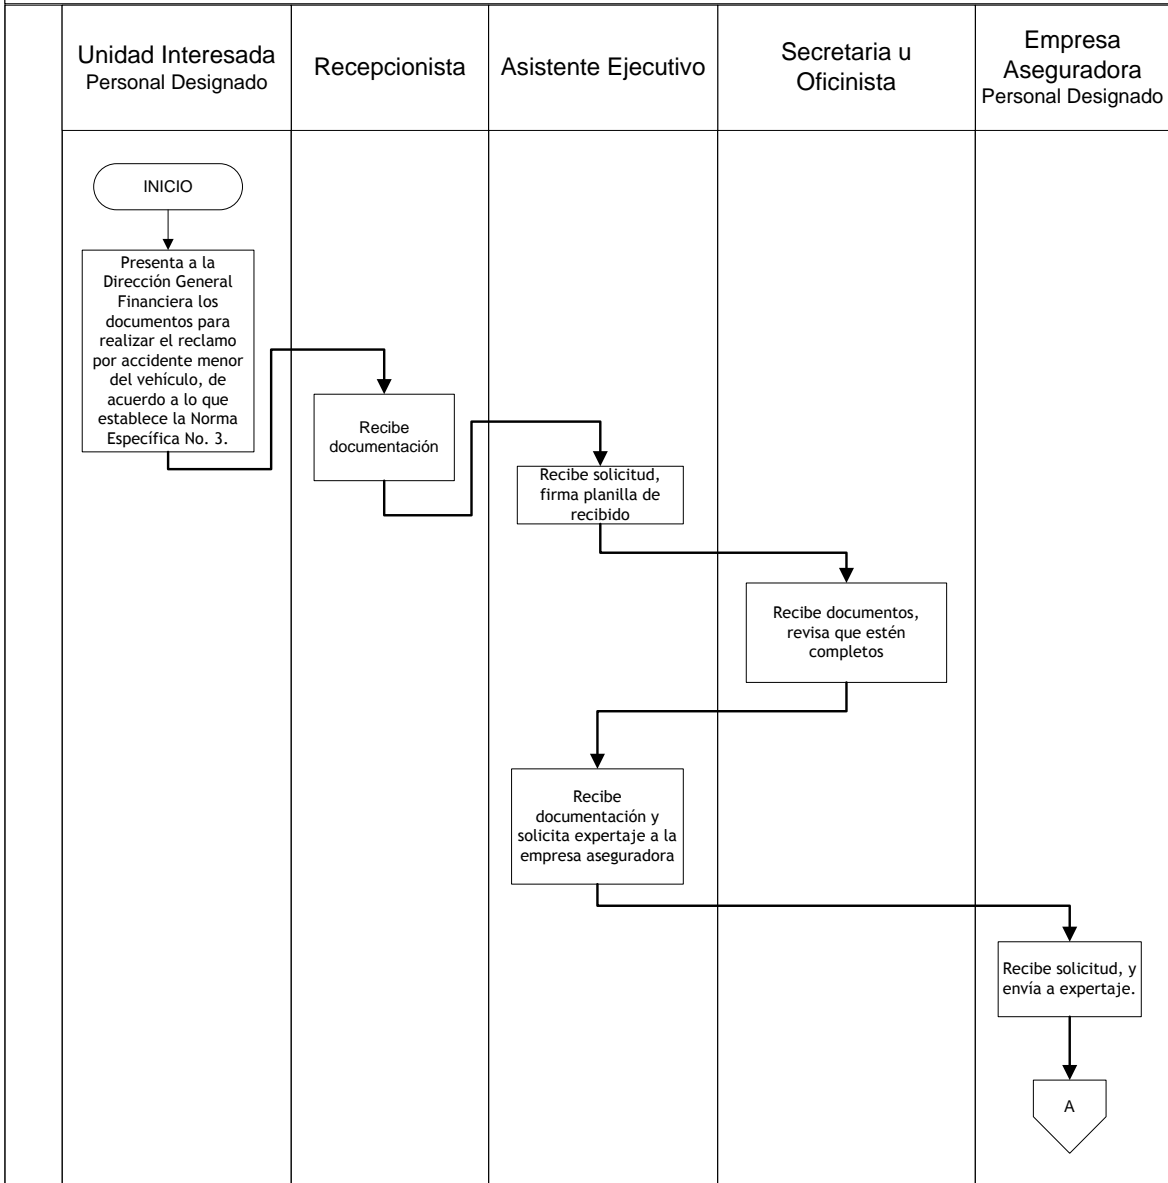 Unidad Interesada
Personal Designado
Recepcionista
Asistente Ejecutivo
Secretaria u
Oficinista
Empresa
Aseguradora
Personal Designado
INICIO
Presenta a la
Dirección General
Financiera los
documentos para
realizar el reclamo
por accidente menor
del vehículo, de
acuerdo a lo que
establece la Norma
Específica No. 3.
Recibe
documentación
Recibe solicitud,
firma planilla de
recibido
Recibe documentos,
revisa que estén
completos
Recibe
documentación y
solicita expertaje a la
empresa aseguradora
Recibe solicitud, y
envía a expertaje.
A